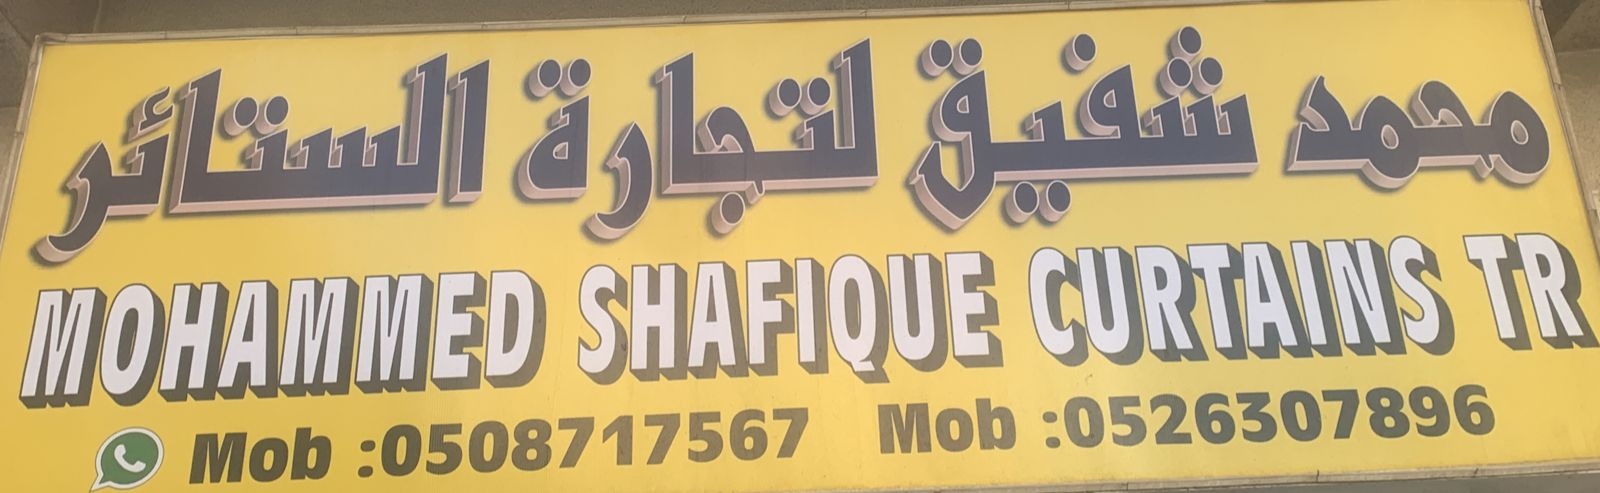 محمد شفيق لتجارة الستائر
MOHAMMED SHAFIQUE CURTAINS TR
Mob :0508717567 Mob :0526307896